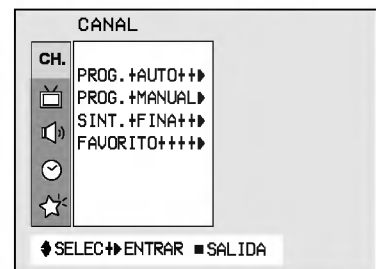 CANAL
CH.
PROG.+AUTO++▶
PROG.+MANUAL▶
SINT.+FINA++▶
FAVORITO++++▶
♦SELEC+▶ENTRAR ■SALIDA